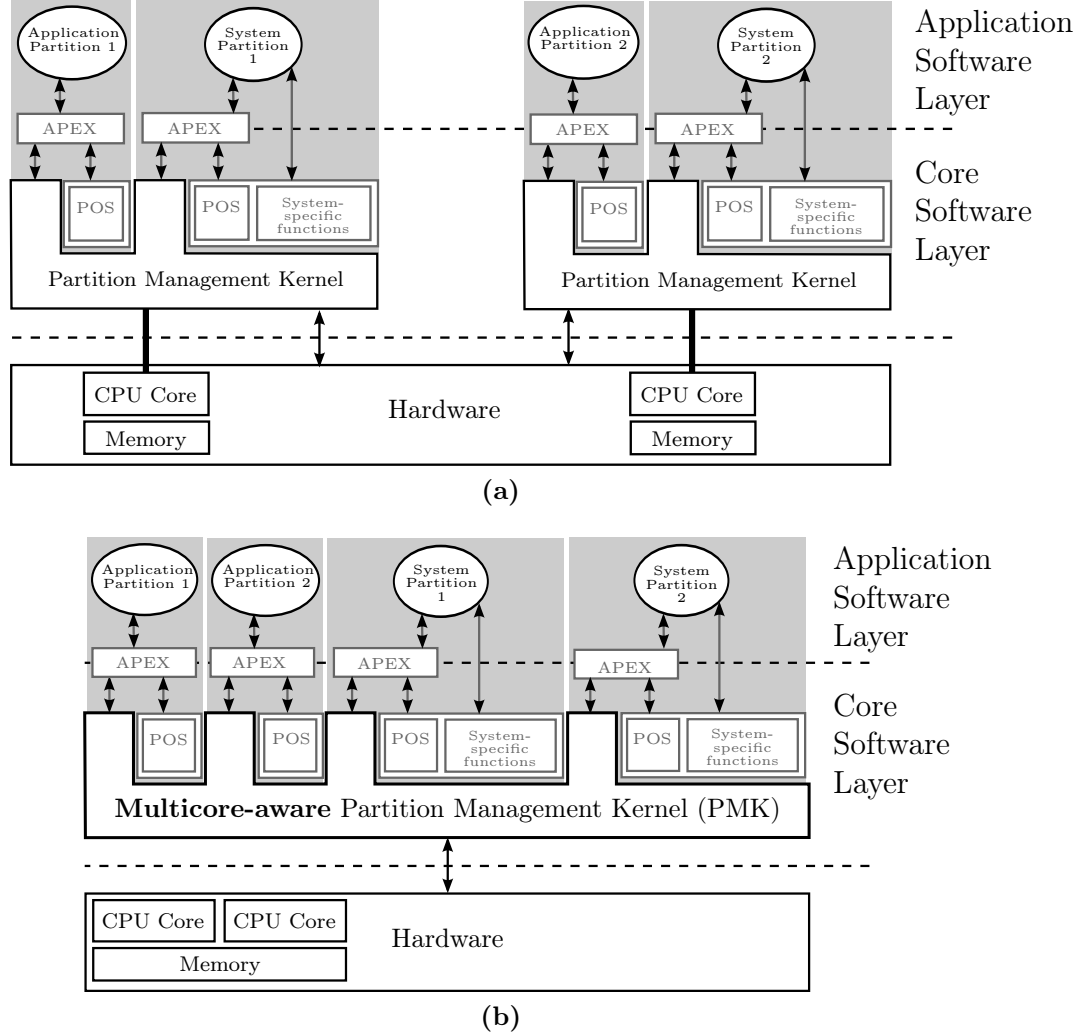 Application
Partition 1
System
Partition
1
Application
Partition 2
System
Partition
2
Application
Software
Layer
APEX
APEX
APEX
APEX
Core
Software
Layer
POS
POS
System-
specific
functions
POS
POS
System-
specific
functions
Partition Management Kernel
Partition Management Kernel
CPU Core
Memory
Hardware
CPU Core
Memory
(a)
Application
Partition 1
Application
Partition 2
System
Partition
1
System
Partition
2
Application
Software
Layer
APEX
APEX
APEX
APEX
Core
Software
Layer
POS
POS
POS
System-
specific
functions
POS
System-
specific
functions
Multicore-aware Partition Management Kernel (PMK)
CPU Core
CPU Core
Memory
Hardware
(b)